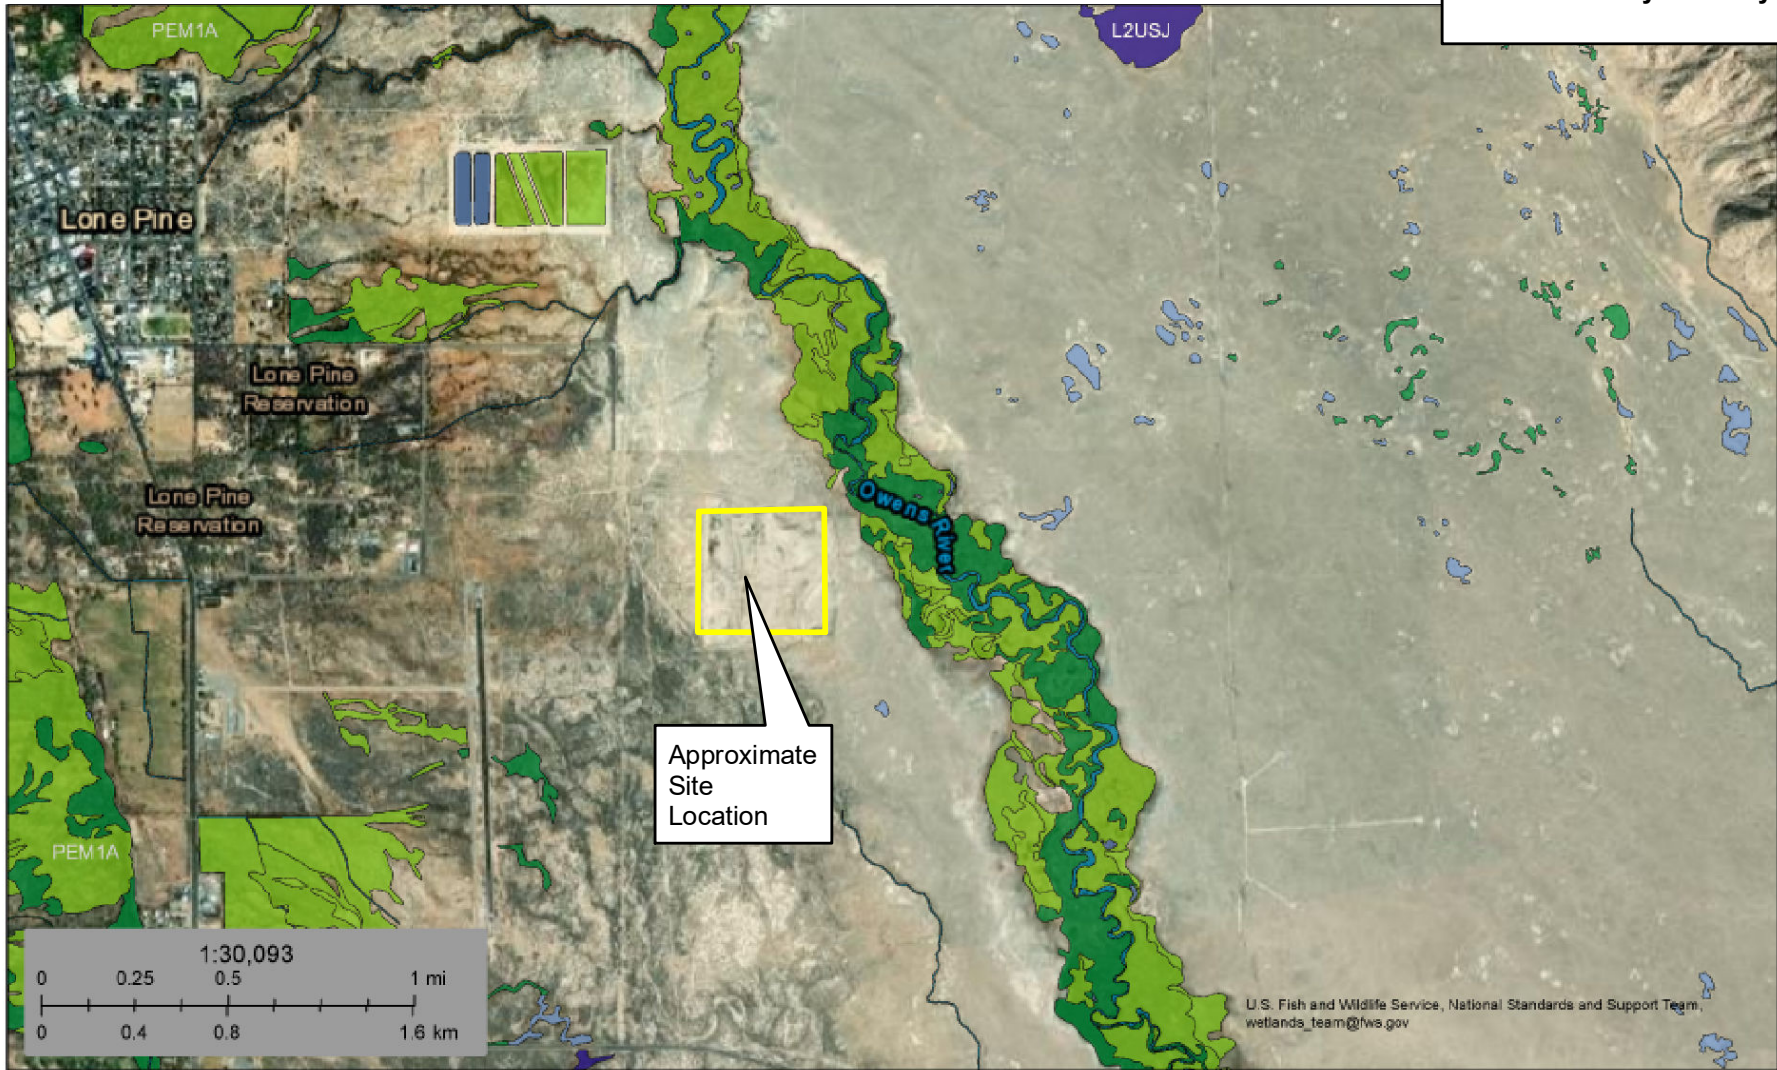 PEM1A
L2USJ
Lone Pine
Lone Pine
Reservation
Lone Pine
Reservation
Owens River
Approximate
Site
Location
PEM1A
1:30,093
0 0.25 0.5 1 mi
0 0.4 0.8 1.6 km
U.S. Fish and Wildlife Service, National Standards and Support Team,
wetlands_team@fws.gov